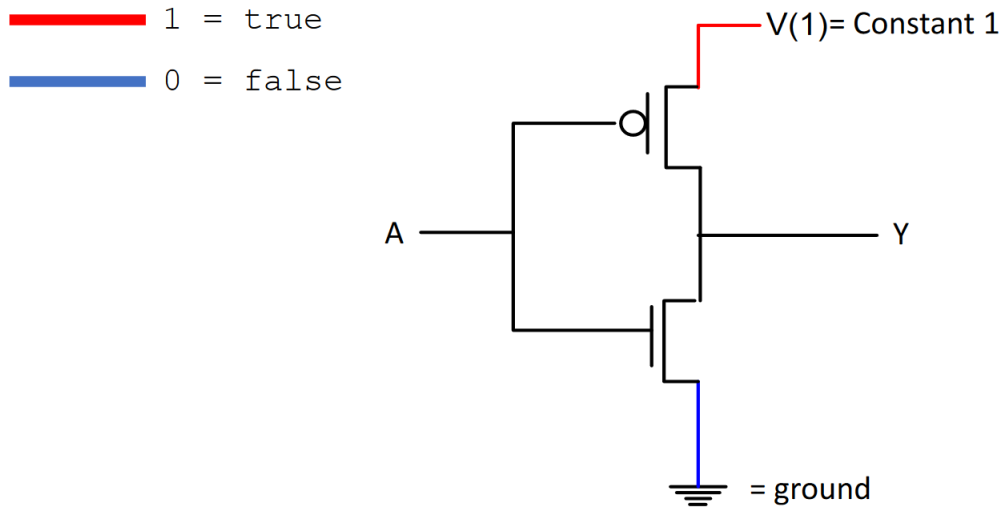 1 = true
0 = false
V(1)= Constant 1
A
Y
= ground